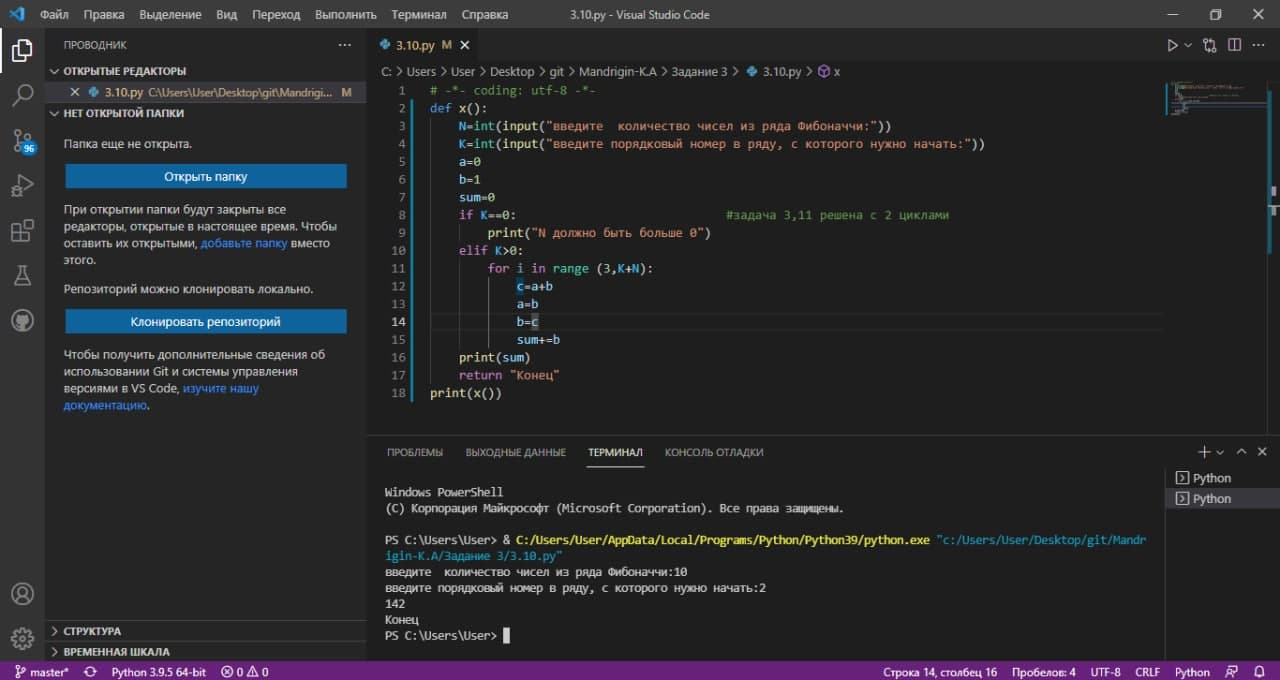 Файл Правка Выделение Вид Переход Выполнить Терминал Справка 3.10.py - Visual Studio Code
ПРОВОДНИК
ОТКРЫТЫЕ РЕДАКТОРЫ
3.10.py C:\Users\User\Desktop\git\Mandrigi... M
НЕТ ОТКРЫТОЙ ПАПКИ
Папка еще не открыта.
Открыть папку
При открытии папки будут закрыты все
редакторы, открытые в настоящее время. Чтобы
оставить их открытыми, добавьте папку вместо
этого.
Репозиторий можно клонировать локально.
Клонировать репозиторий
Чтобы получить дополнительные сведения об
использовании Git и системы управления
версиями в VS Code, изучите нашу
документацию.
СТРУКТУРА
ВРЕМЕННАЯ ШКАЛА
96
3.10.py M
C: > Users > User > Desktop > git > Mandrigin-K.A > Задание 3 > 3.10.py > x
1 # -*- coding: utf-8 -*-
2 def x():
3 N=int(input("введите  количество чисел из ряда Фибоначчи:"))
4 K=int(input("введите порядковый номер в ряду, с которого нужно начать:"))
5 a=0
6 b=1
7 sum=0
8 if K==0: #задача 3,11 решена с 2 циклами
9 print("N должно быть больше 0")
10 elif K>0:
11 for i in range (3,K+N):
12 c=a+b
13 a=b
14 b=c
15 sum+=b
16 print(sum)
17 return "Конец"
18 print(x())
ПРОБЛЕМЫ ВЫХОДНЫЕ ДАННЫЕ ТЕРМИНАЛ КОНСОЛЬ ОТЛАДКИ
Windows PowerShell
(C) Корпорация Майкрософт (Microsoft Corporation). Все права защищены.
PS C:\Users\User> & C:/Users/User/AppData/Local/Programs/Python/Python39/python.exe "c:/Users/User/Desktop/git/Mandr
igin-K.A/Задание 3/3.10.py"
введите  количество чисел из ряда Фибоначчи:10
введите порядковый номер в ряду, с которого нужно начать:2
142
Конец
PS C:\Users\User>
Python
Python
master* Python 3.9.5 64-bit 0 0 Строка 14, столбец 16 Пробелов: 4 UTF-8 CRLF Python